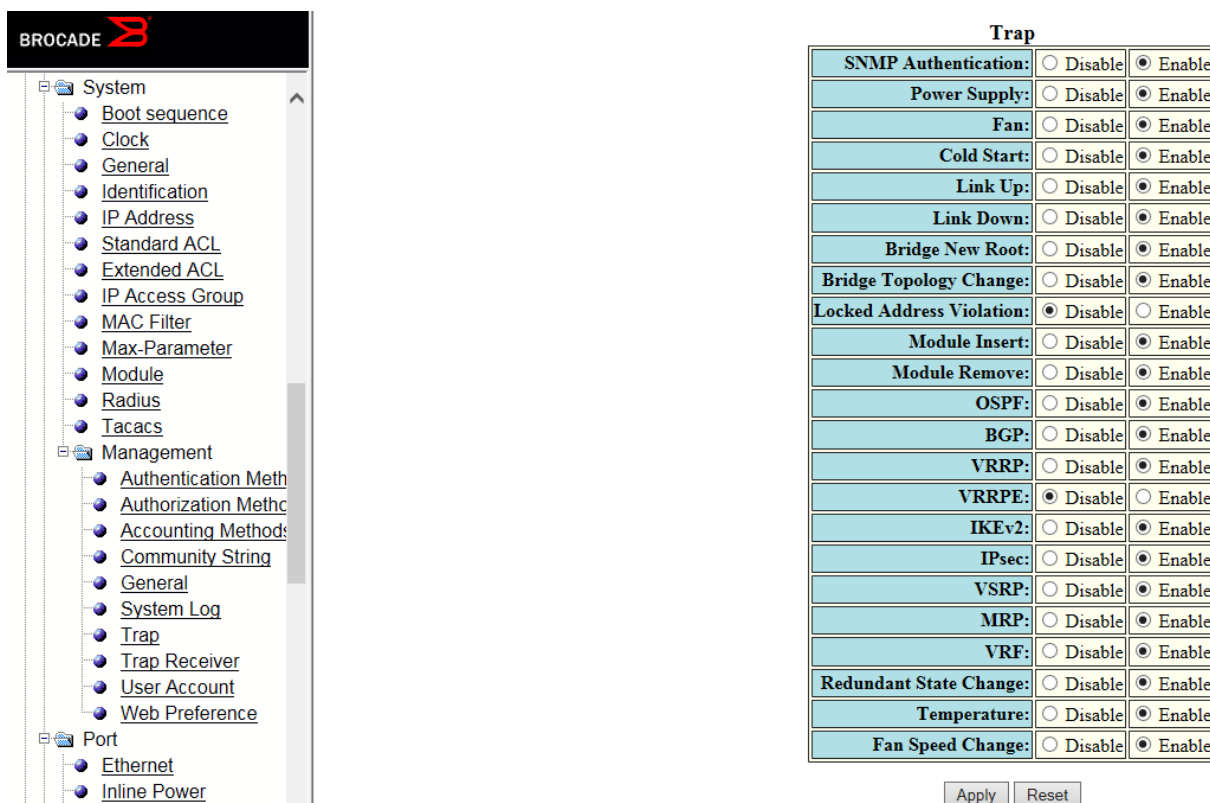 BROCADE
System
Boot sequence
Clock
General
Identification
IP Address
Standard ACL
Extended ACL
IP Access Group
MAC Filter
Max-Parameter
Module
Radius
Tacacs
Management
Authentication Meth
Authorization Metho
Accounting Methods
Community String
General
System Log
Trap
Trap Receiver
User Account
Web Preference
Port
Ethernet
Inline Power
Trap
SNMP Authentication: Disable Enable
Power Supply: Disable Enable
Fan: Disable Enable
Cold Start: Disable Enable
Link Up: Disable Enable
Link Down: Disable Enable
Bridge New Root: Disable Enable
Bridge Topology Change: Disable Enable
Locked Address Violation: Disable Enable
Module Insert: Disable Enable
Module Remove: Disable Enable
OSPF: Disable Enable
BGP: Disable Enable
VRRP: Disable Enable
VRRPE: Disable Enable
IKEv2: Disable Enable
IPsec: Disable Enable
VSRP: Disable Enable
MRP: Disable Enable
VRF: Disable Enable
Redundant State Change: Disable Enable
Temperature: Disable Enable
Fan Speed Change: Disable Enable
Apply Reset